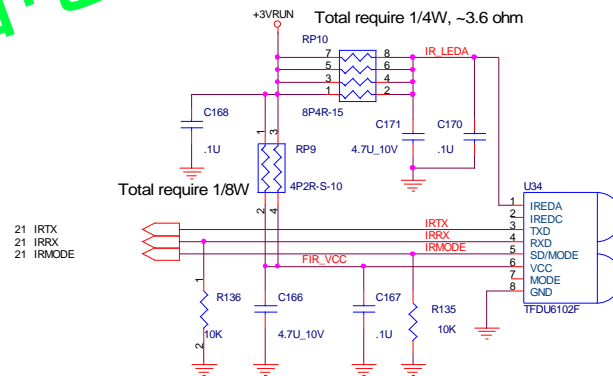 +3VRUN
Total require 1/4W, ~3.6 ohm
RP10
7 8 IR_LEDA
5 6
3 4
1 2
8P4R-15
C168
.1U
C171
4.7U_10V
C170
.1U
1 3
RP9
4P2R-S-10
2 4
Total require 1/8W
U34
1 IREDA
2 IREDC
3 TXD
4 RXD
5 SD/MODE
6 VCC
7 MODE
8 GND
TFDU6102F
21 IRTX IRTX
21 IRRX IRRX
21 IRMODE IRMODE
FIR_VCC
1
R136
10K
2
C166
4.7U_10V
C167
.1U
R135
10K